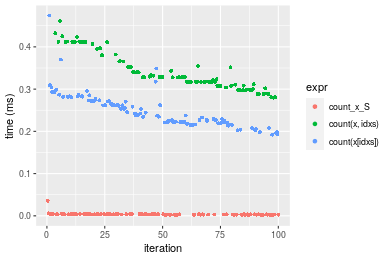 time (ms)
0.4
0.3
0.2
0.1
0.0
0
25
50
75
100
iteration
expr
count_x_S
count(x, idxs)
count(x[idxs])